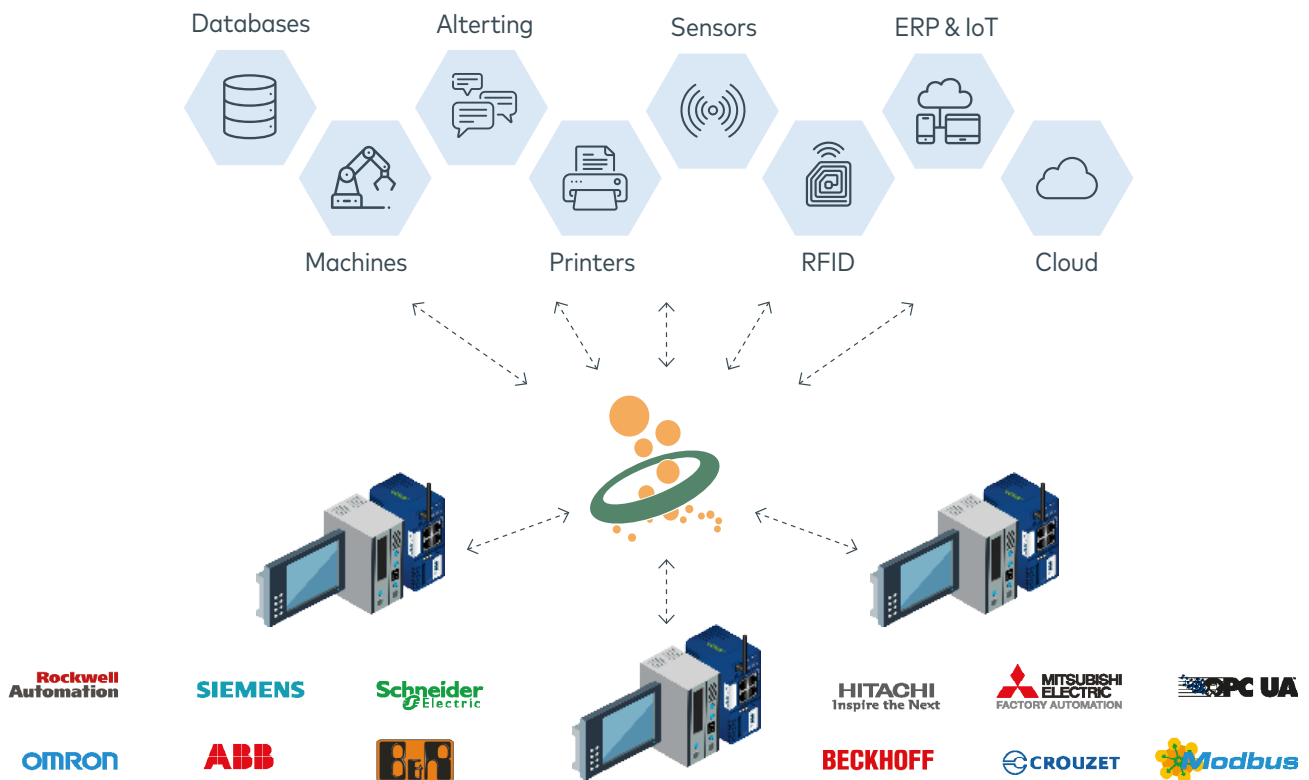 Databases
Alterting
Sensors
ERP & IoT
Machines
Printers
RFID
Cloud
Rockwell
Automation
SIEMENS
Schneider
Electric
HITACHI
Inspire the Next
MITSUBISHI
ELECTRIC
FACTORY AUTOMATION
OPC UA
OMRON
ABB
BECKHOFF
CROUZET
Modbus